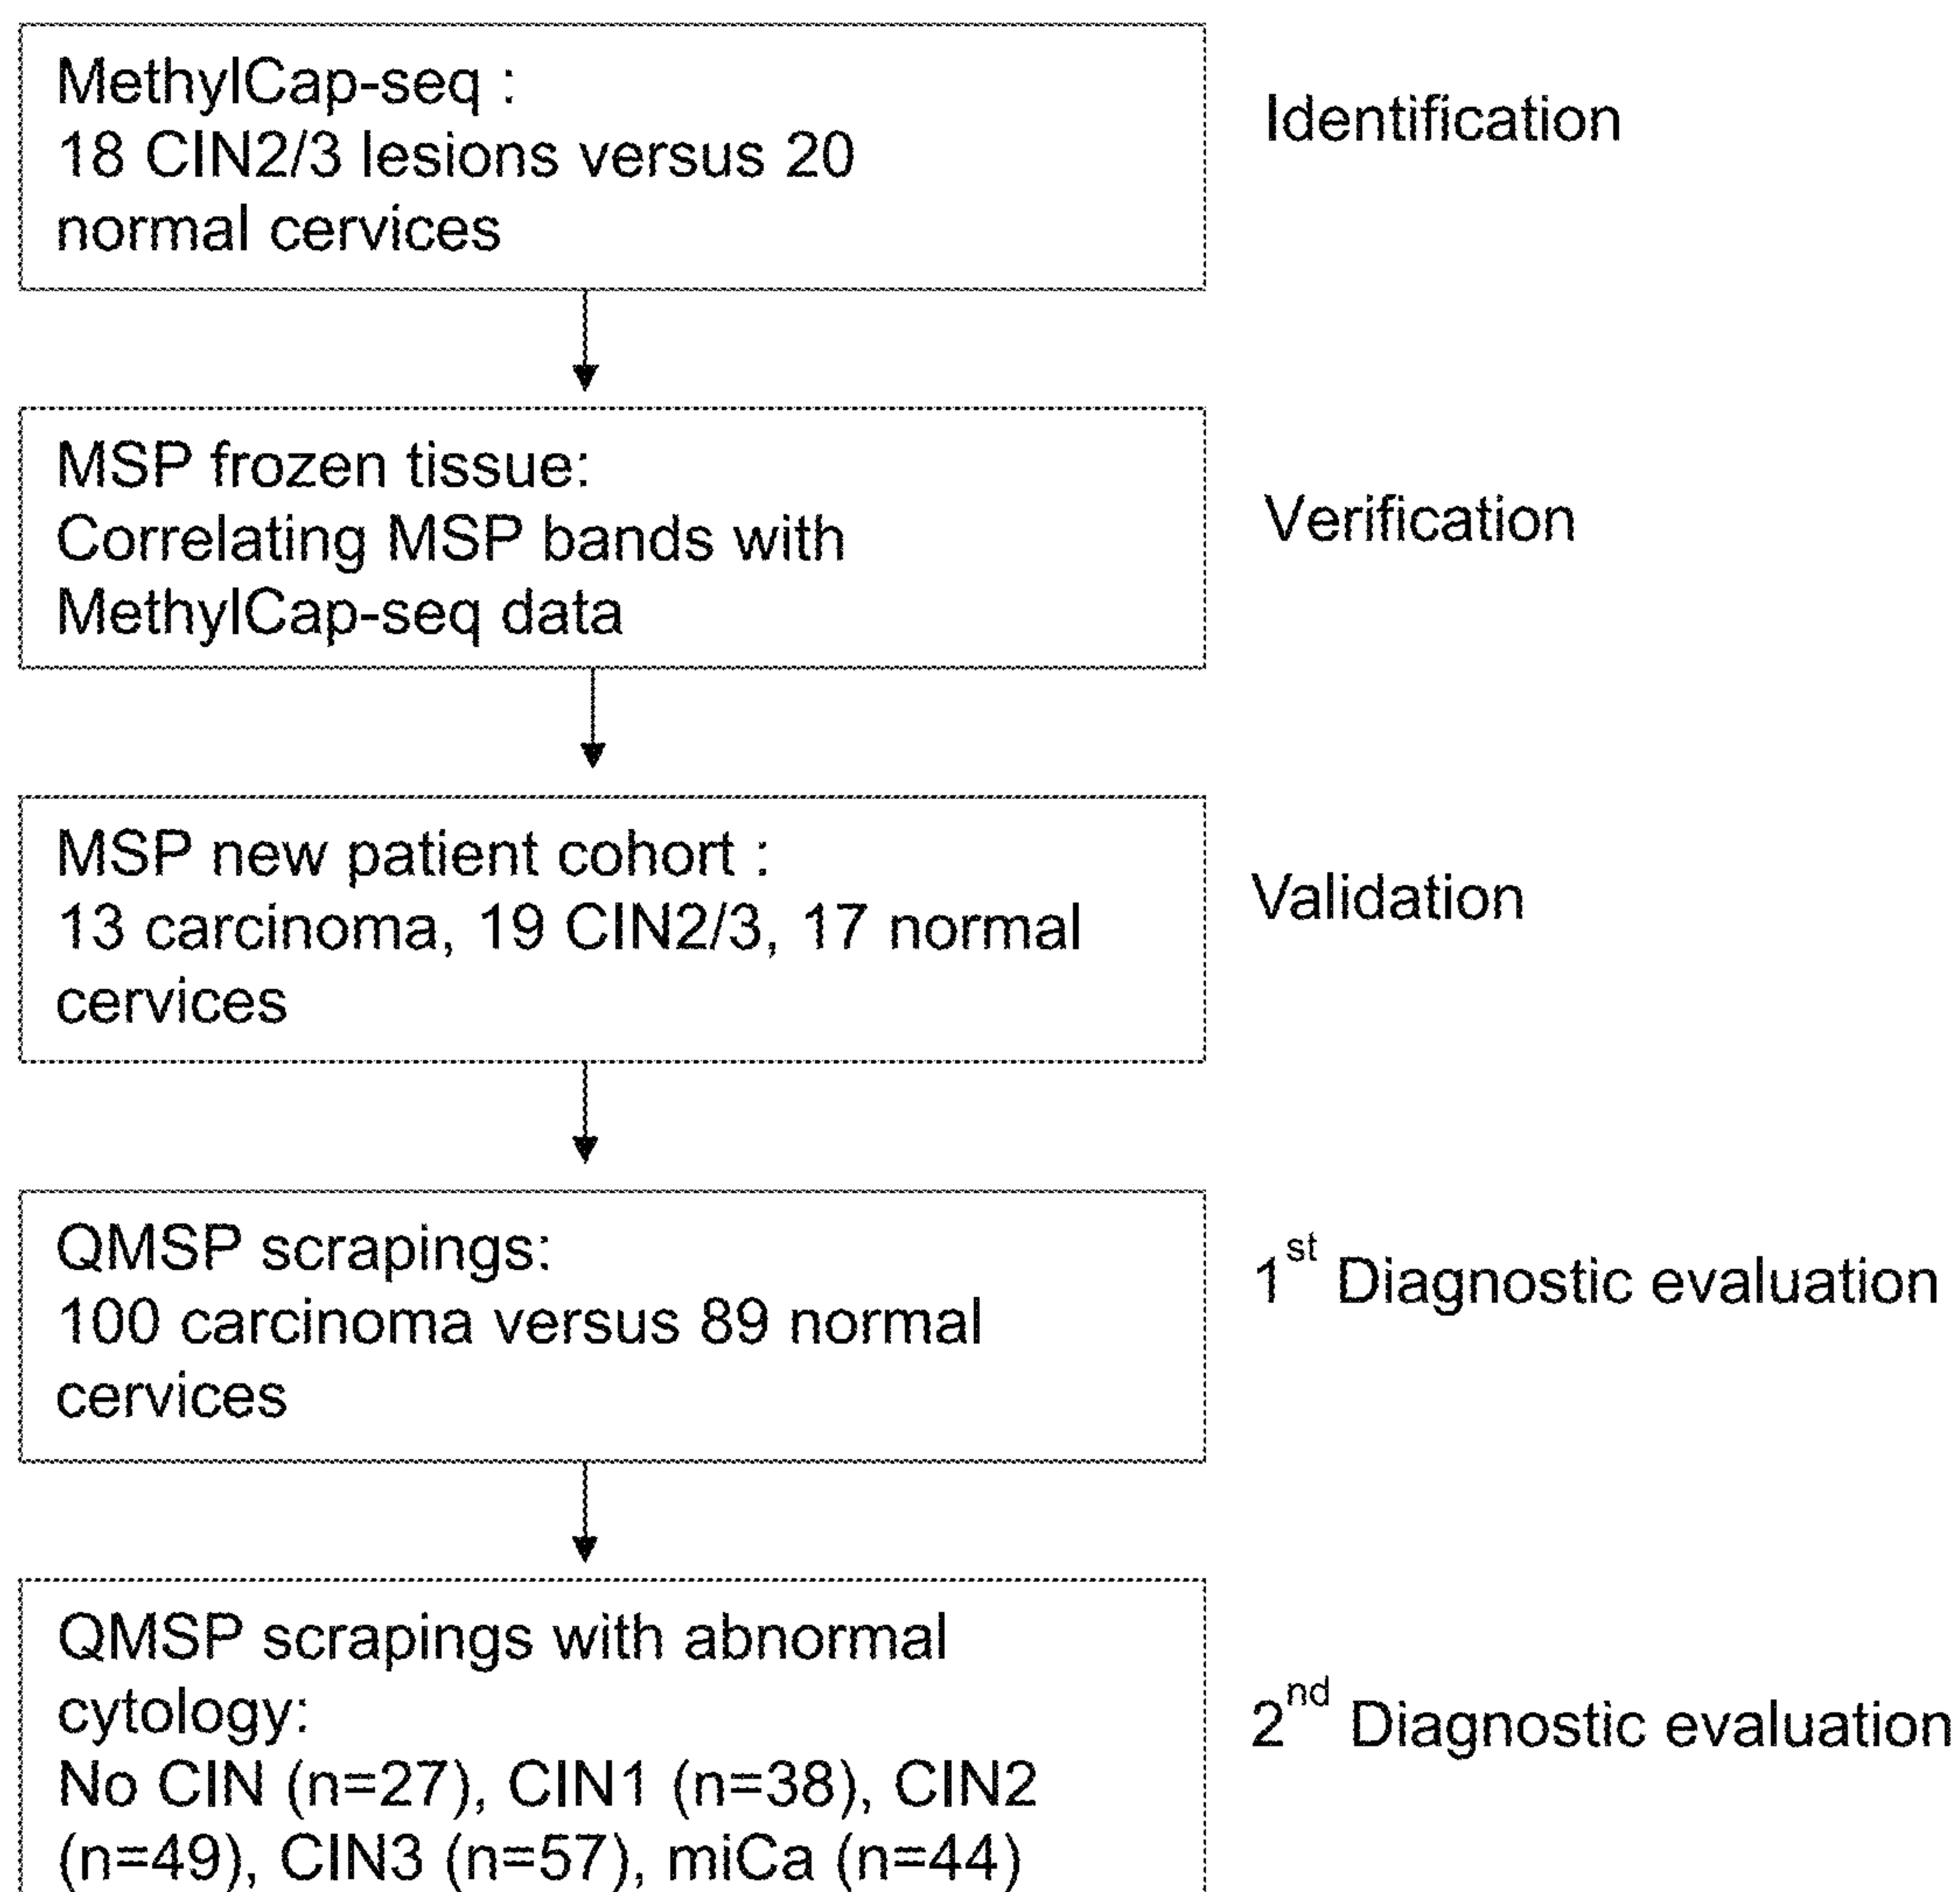 MethylCap-seq :
18 CIN2/3 lesions versus 20
normal cervices
Identification
MSP frozen tissue:
Correlating MSP bands with
MethylCap-seq data
Verification
MSP new patient cohort :
13 carcinoma, 19 CIN2/3, 17 normal
cervices
Validation
QMSP scrapings:
100 carcinoma versus 89 normal
cervices
1st Diagnostic evaluation
QMSP scrapings with abnormal
cytology:
No CIN (n=27), CIN1 (n=38), CIN2
(n=49), CIN3 (n=57), miCa (n=44)
2nd Diagnostic evaluation